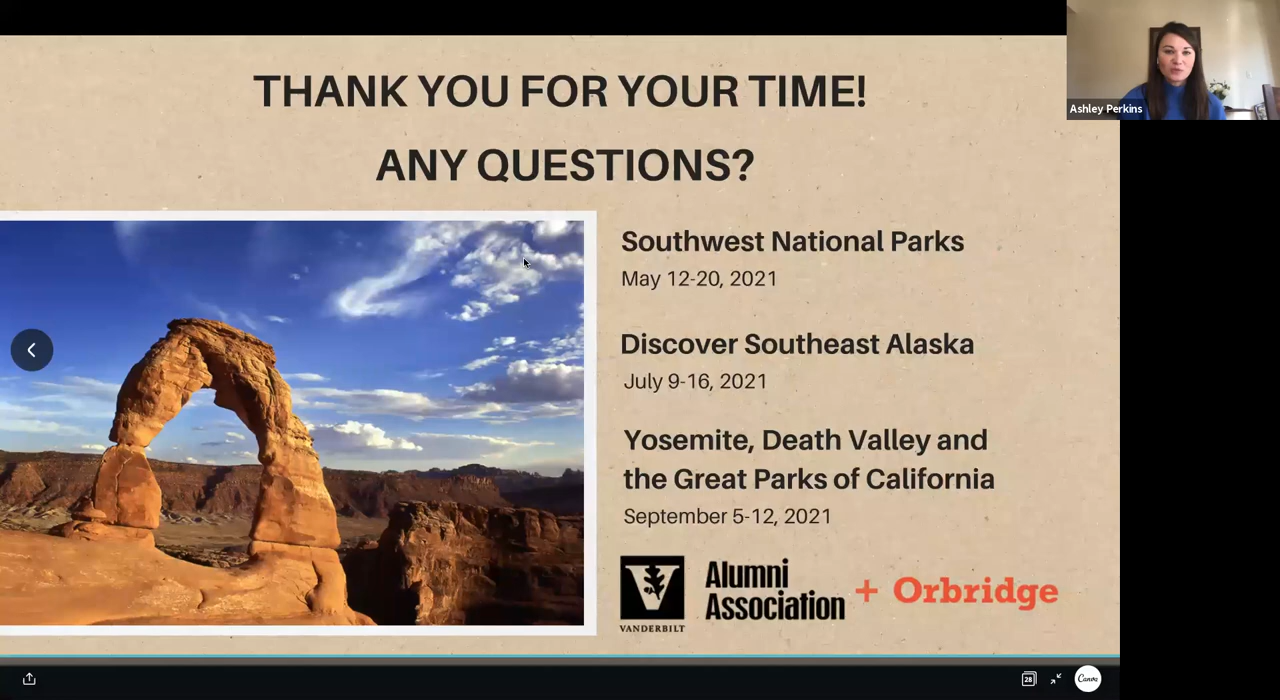 THANK YOU FOR YOUR TIME!
ANY QUESTIONS?
Ashley Perkins
Southwest National Parks
May 12-20, 2021
Discover Southeast Alaska
July 9-16, 2021
Yosemite, Death Valley and
the Great Parks of California
September 5-12, 2021
V
VANDERBILT
Alumni
Association
+ Orbridge
28
Canva